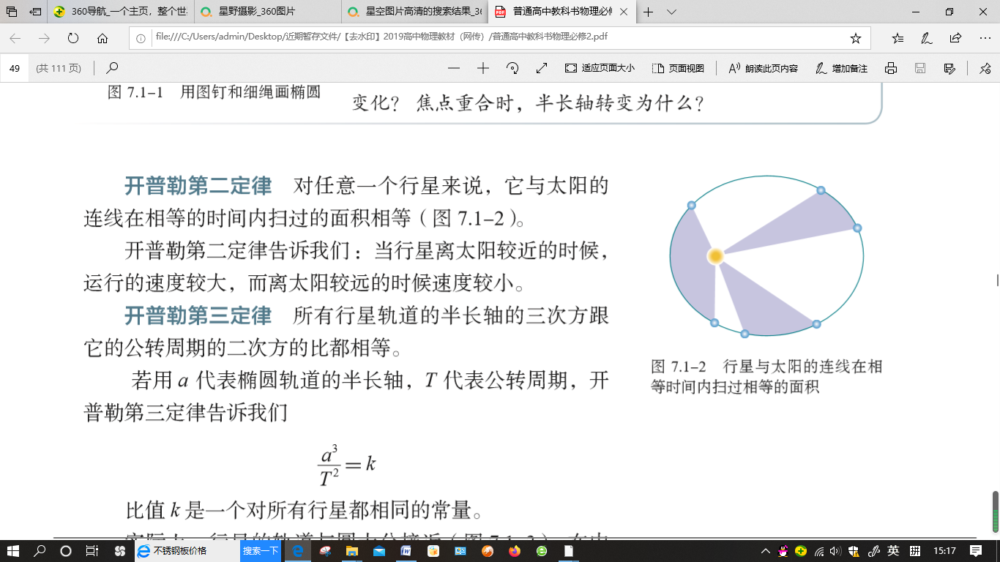 360导航_一个主页，整个世
星野摄影_360图片
星空图片高清的搜索结果_36
普通高中教科书物理必修
file:///C:/Users/admin/Desktop/近期暂存文件/【去水印】2019高中物理教材（网传）/普通高中教科书物理必修2.pdf
49 (共 111 页)
适应页面大小
页面视图
朗读此页内容
增加备注
图 7.1-1 用图钉和细绳画椭圆
变化？ 焦点重合时，半长轴转变为什么？
开普勒第二定律 对任意一个行星来说，它与太阳的
连线在相等的时间内扫过的面积相等（图 7.1-2）。
开普勒第二定律告诉我们：当行星离太阳较近的时候，
运行的速度较大，而离太阳较远的时候速度较小。
开普勒第三定律 所有行星轨道的半长轴的三次方跟
它的公转周期的二次方的比都相等。
若用 a 代表椭圆轨道的半长轴，T 代表公转周期，开
普勒第三定律告诉我们
a³/T² = k
比值 k 是一个对所有行星都相同的常量。
图 7.1-2 行星与太阳的连线在相
等时间内扫过相等的面积
不锈钢板价格
搜索一下
英
拼
15:17